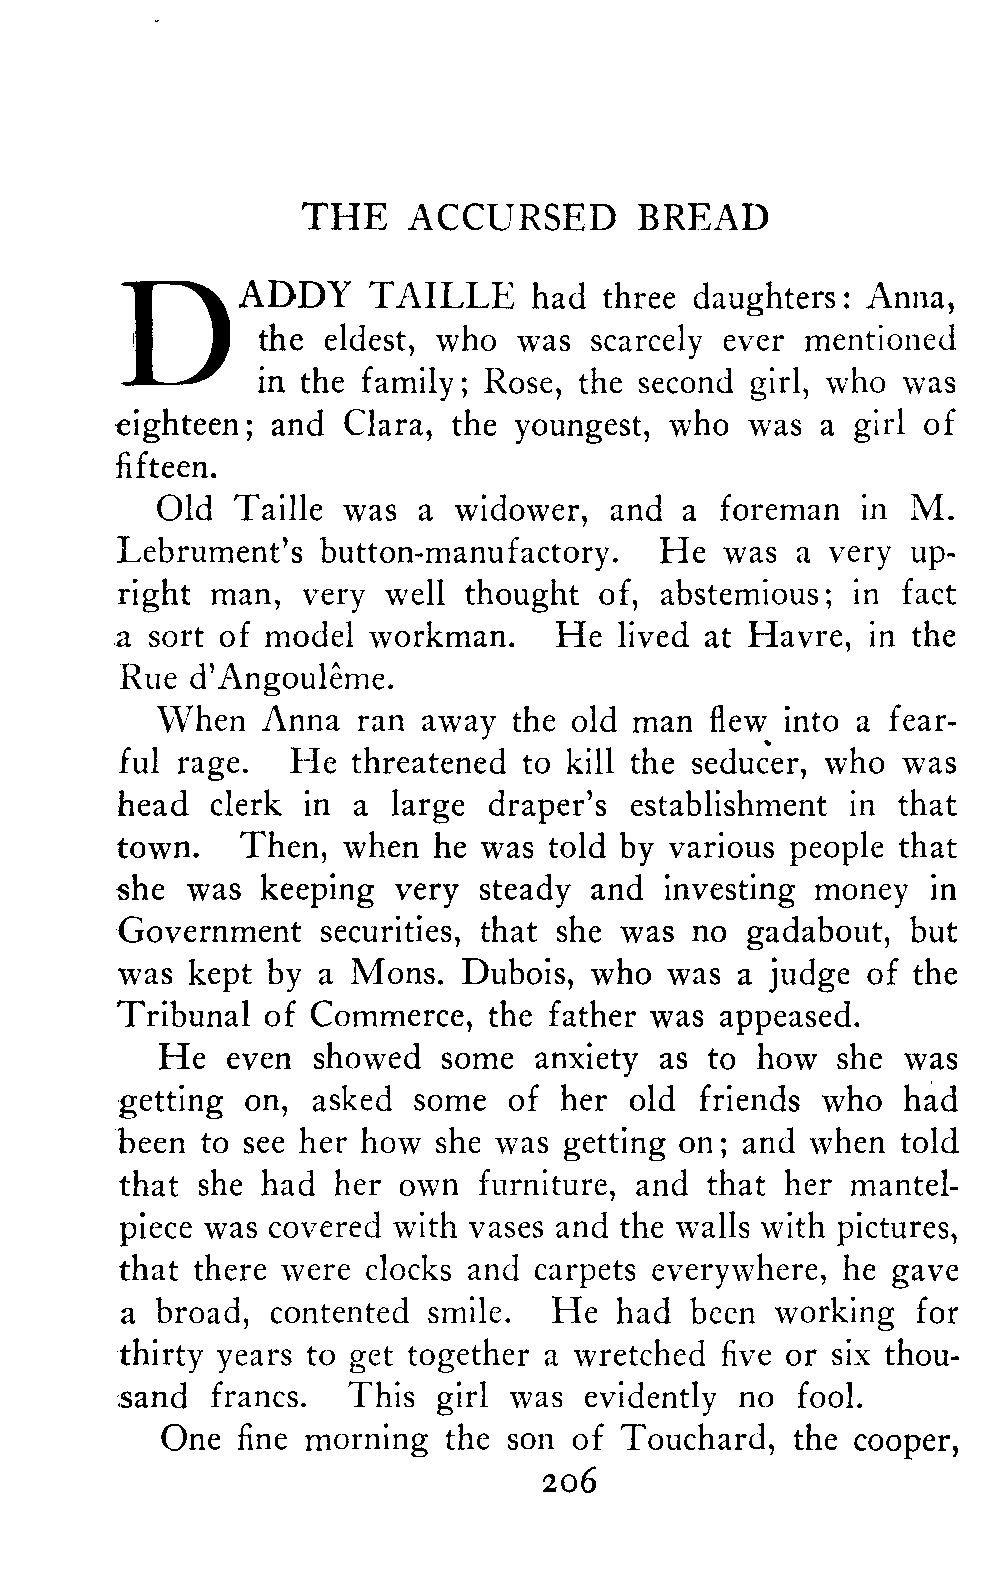 THE ACCURSED BREAD
DADDY TAILLE had three daughters: Anna,
the eldest, who was scarcely ever mentioned
in the family; Rose, the second girl, who was
eighteen; and Clara, the youngest, who was a girl of
fifteen.
Old Taille was a widower, and a foreman in M.
Lebrument's button-manufactory. He was a very up-
right man, very well thought of, abstemious; in fact
a sort of model workman. He lived at Havre, in the
Rue d'Angoulême.
When Anna ran away the old man flew into a fear-
ful rage. He threatened to kill the seducer, who was
head clerk in a large draper's establishment in that
town. Then, when he was told by various people that
she was keeping very steady and investing money in
Government securities, that she was no gadabout, but
was kept by a Mons. Dubois, who was a judge of the
Tribunal of Commerce, the father was appeased.
He even showed some anxiety as to how she was
getting on, asked some of her old friends who had
been to see her how she was getting on; and when told
that she had her own furniture, and that her mantel-
piece was covered with vases and the walls with pictures,
that there were clocks and carpets everywhere, he gave
a broad, contented smile. He had been working for
thirty years to get together a wretched five or six thou-
sand francs. This girl was evidently no fool.
One fine morning the son of Touchard, the cooper,
206